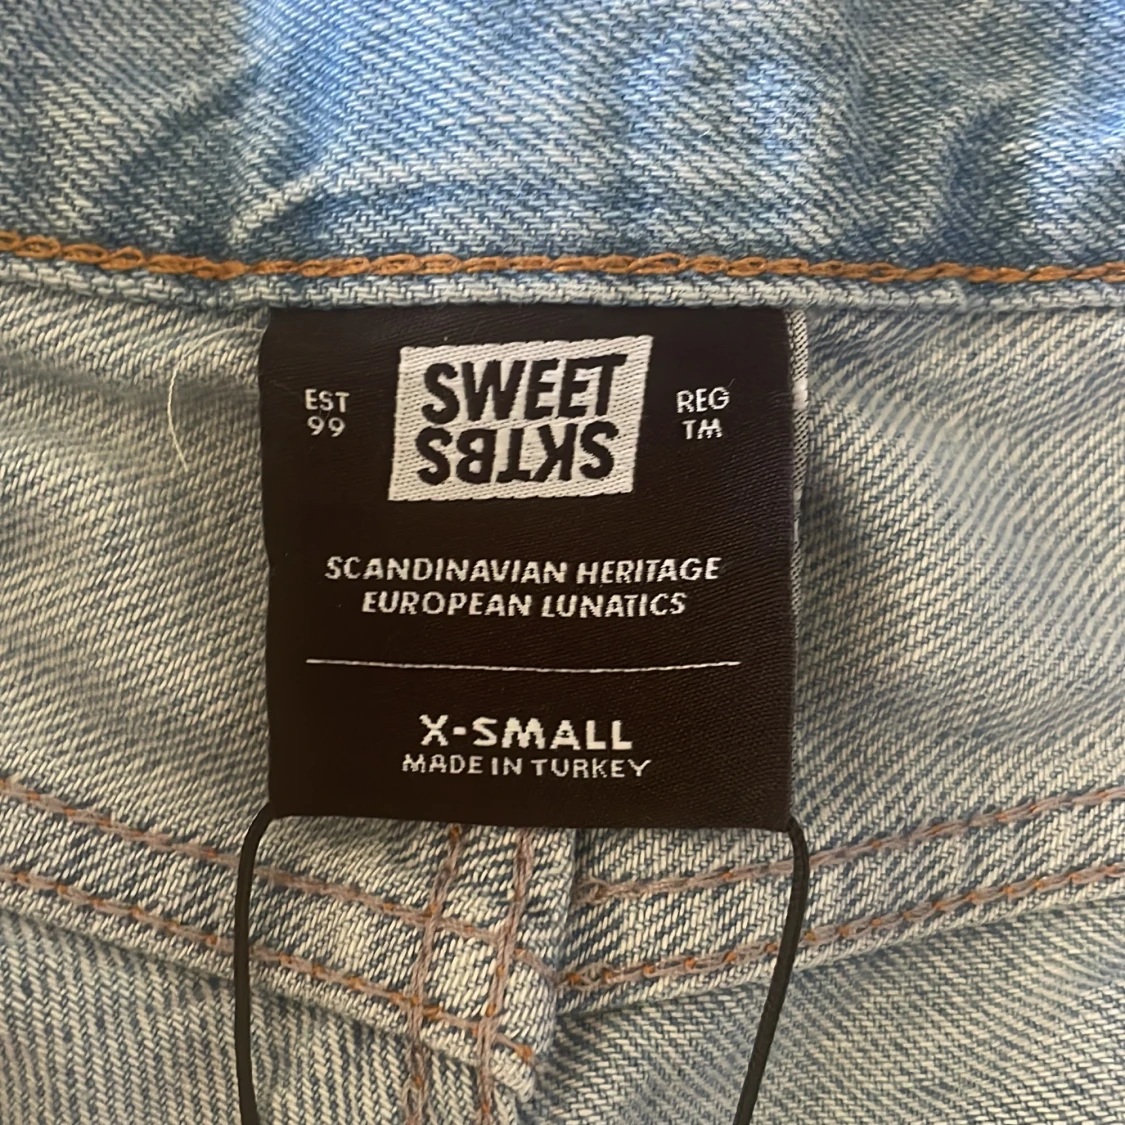 EST
99
SWEET
SKTBS
REG
TM
SCANDINAVIAN HERITAGE
EUROPEAN LUNATICS
X-SMALL
MADE IN TURKEY